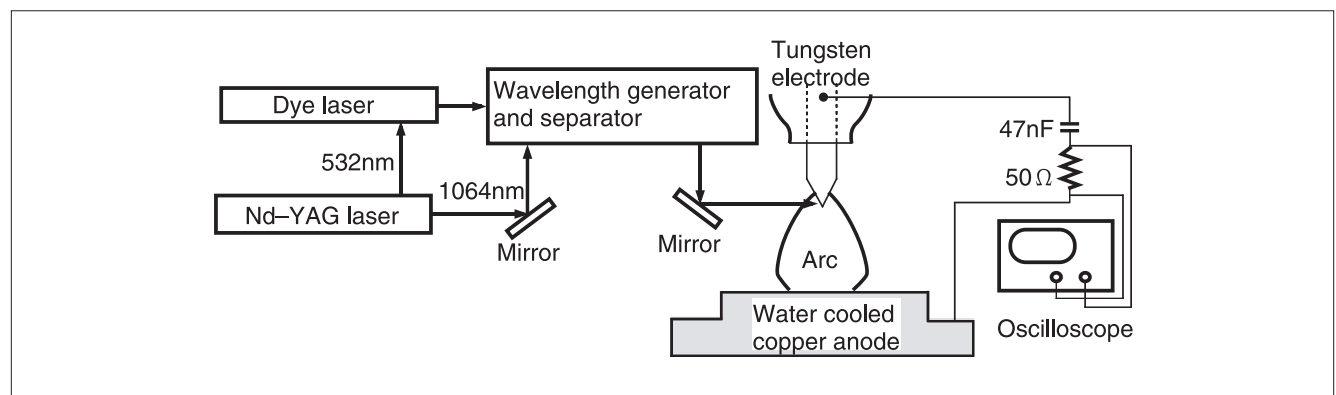 Tungsten
electrode
Dye laser
Wavelength generator
and separator
47nF
532nm
50Ω
1064nm
Nd–YAG laser
Mirror
Mirror
Arc
Water cooled
copper anode
Oscilloscope